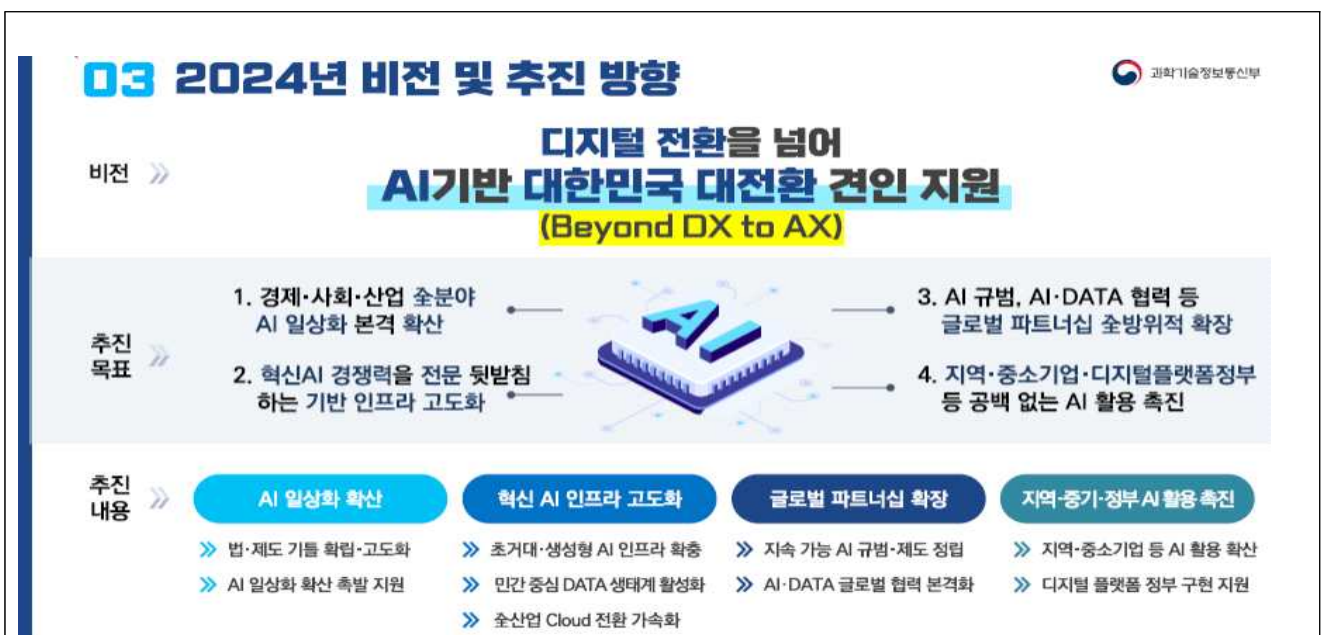 03 2024년 비전 및 추진 방향
과학기술정보통신부
비전
디지털 전환을 넘어
AI기반 대한민국 대전환 견인 지원
(Beyond DX to AX)
추진
목표
1. 경제·사회·산업 全분야
AI 일상화 본격 확산
2. 혁신AI 경쟁력을 전문 뒷받침
하는 기반 인프라 고도화
AI
3. AI 규범, AI·DATA 협력 등
글로벌 파트너십 全방위적 확장
4. 지역·중소기업·디지털플랫폼정부
등 공백 없는 AI 활용 촉진
추진
내용
AI 일상화 확산
법·제도 기틀 확립·고도화
AI 일상화 확산 촉발 지원
혁신 AI 인프라 고도화
초거대·생성형 AI 인프라 확충
민간 중심 DATA 생태계 활성화
全산업 Cloud 전환 가속화
글로벌 파트너십 확장
지속 가능 AI 규범·제도 정립
AI·DATA 글로벌 협력 본격화
지역·중기·정부 AI 활용 촉진
지역·중소기업 등 AI 활용 확산
디지털 플랫폼 정부 구현 지원